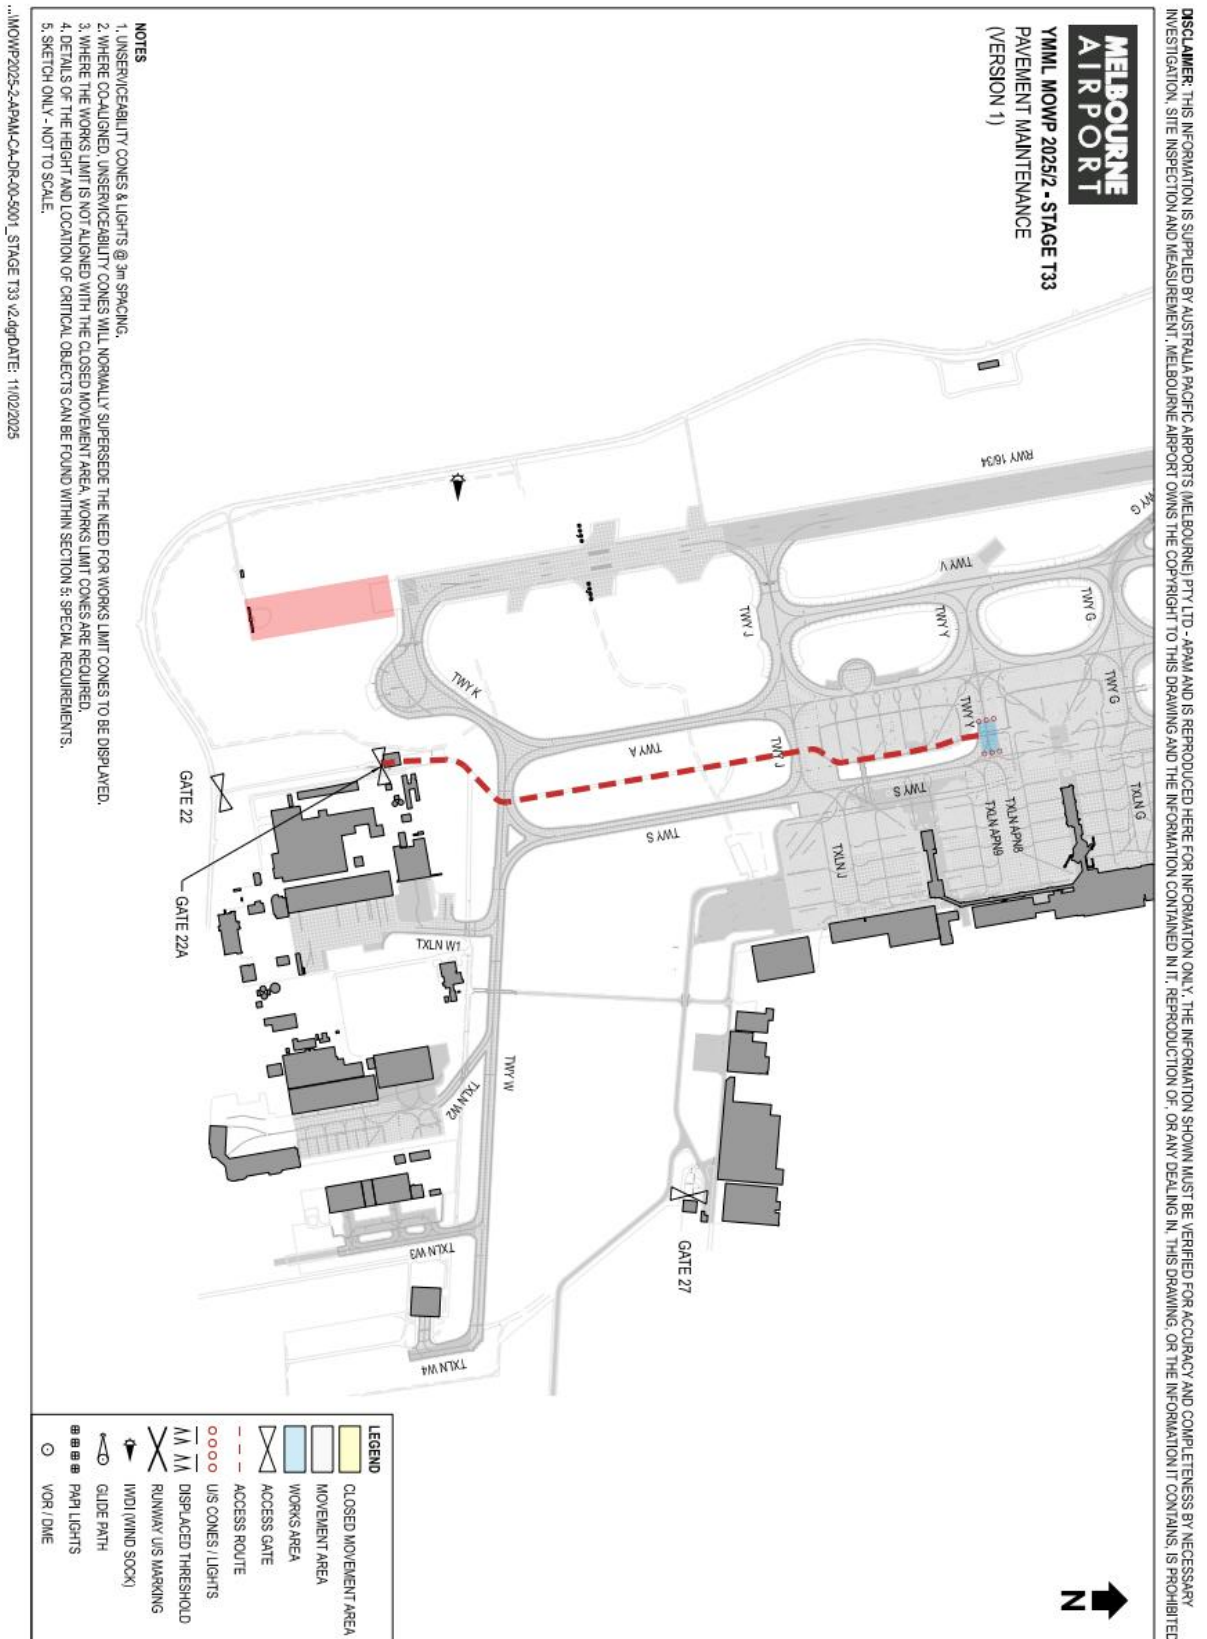 DISCLAIMER: THIS INFORMATION IS SUPPLIED BY AUSTRALIA PACIFIC AIRPORTS (MELBOURNE) PTY LTD - APAM AND IS REPRODUCED HERE FOR INFORMATION ONLY. THE INFORMATION SHOWN MUST BE VERIFIED FOR ACCURACY AND COMPLETENESS BY NECESSARY
INVESTIGATION, SITE INSPECTION AND MEASUREMENT. MELBOURNE AIRPORT OWNS THE COPYRIGHT TO THIS DRAWING AND THE INFORMATION CONTAINED IN IT. REPRODUCTION OF, OR ANY DEALING IN, THIS DRAWING, OR THE INFORMATION IT CONTAINS, IS PROHIBITED
MELBOURNE
AIRPORT
YMML MOWP 2025/2 - STAGE T33
PAVEMENT MAINTENANCE
(VERSION 1)
RWY 16/34
WY G
TWY V
TWY G
TWY Y
TWY J
TWY G
TWY Y
TWY K
TWY A
TWY J
TWY S
TWY S
TXLN G
TXLN APN8
TXLN APN9
TXLN J
GATE 22
GATE 22A
TXLN W1
TWY W
TXLN W2
GATE 27
TXLN W3
TXLN W4
N
NOTES
1. UNSERVICEABILITY CONES & LIGHTS @ 3m SPACING.
2. WHERE CO-ALIGNED, UNSERVICEABILITY CONES WILL NORMALLY SUPERSEDE THE NEED FOR WORKS LIMIT CONES TO BE DISPLAYED.
3. WHERE THE WORKS LIMIT IS NOT ALIGNED WITH THE CLOSED MOVEMENT AREA, WORKS LIMIT CONES ARE REQUIRED.
4. DETAILS OF THE HEIGHT AND LOCATION OF CRITICAL OBJECTS CAN BE FOUND WITHIN SECTION 5: SPECIAL REQUIREMENTS.
5. SKETCH ONLY - NOT TO SCALE.
LEGEND
CLOSED MOVEMENT AREA
MOVEMENT AREA
WORKS AREA
ACCESS GATE
ACCESS ROUTE
U/S CONES / LIGHTS
DISPLACED THRESHOLD
RUNWAY U/S MARKING
IWDI (WIND SOCK)
GLIDE PATH
PAPI LIGHTS
VOR / DME
...\MOWP2025-2-APAM-CA-DR-00-5001_STAGE T33 v2.dgnDATE: 11/02/2025